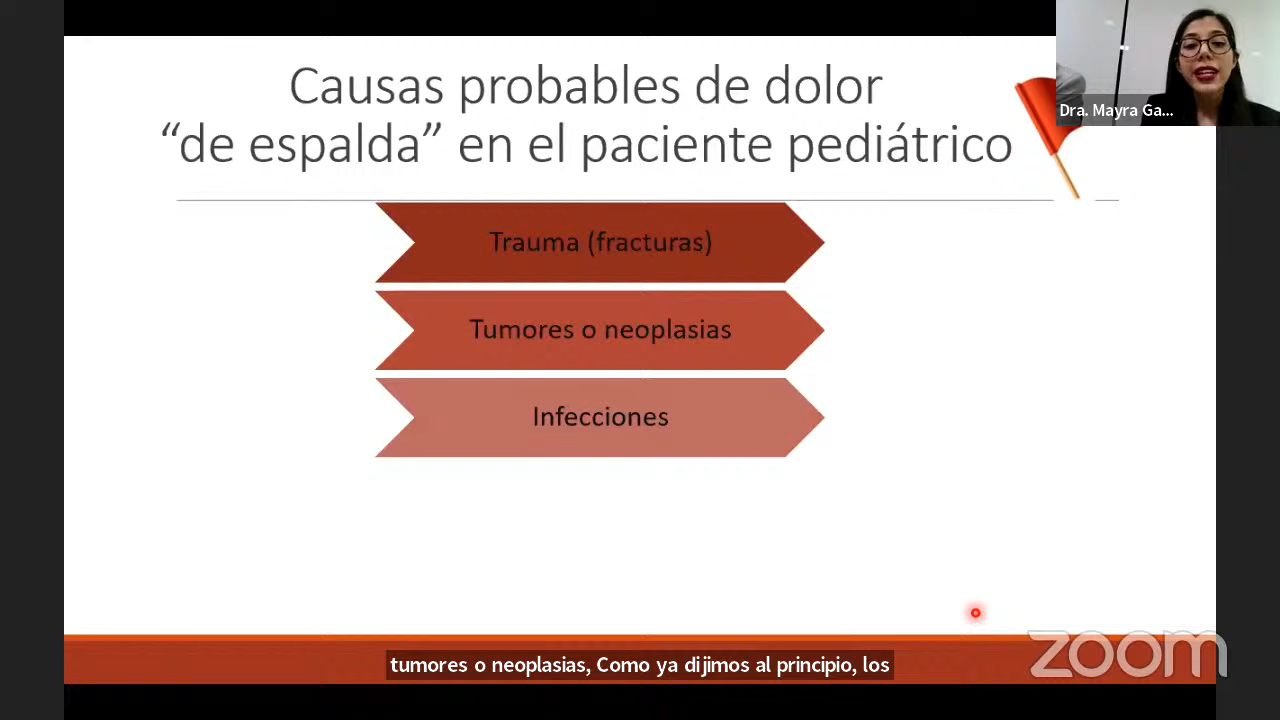 Causas probables de dolor
“de espalda” en el paciente pediátrico
Dra. Mayra Ga...
Trauma (fracturas)
Tumores o neoplasias
Infecciones
tumores o neoplasias, Como ya dijimos al principio, los
zoom